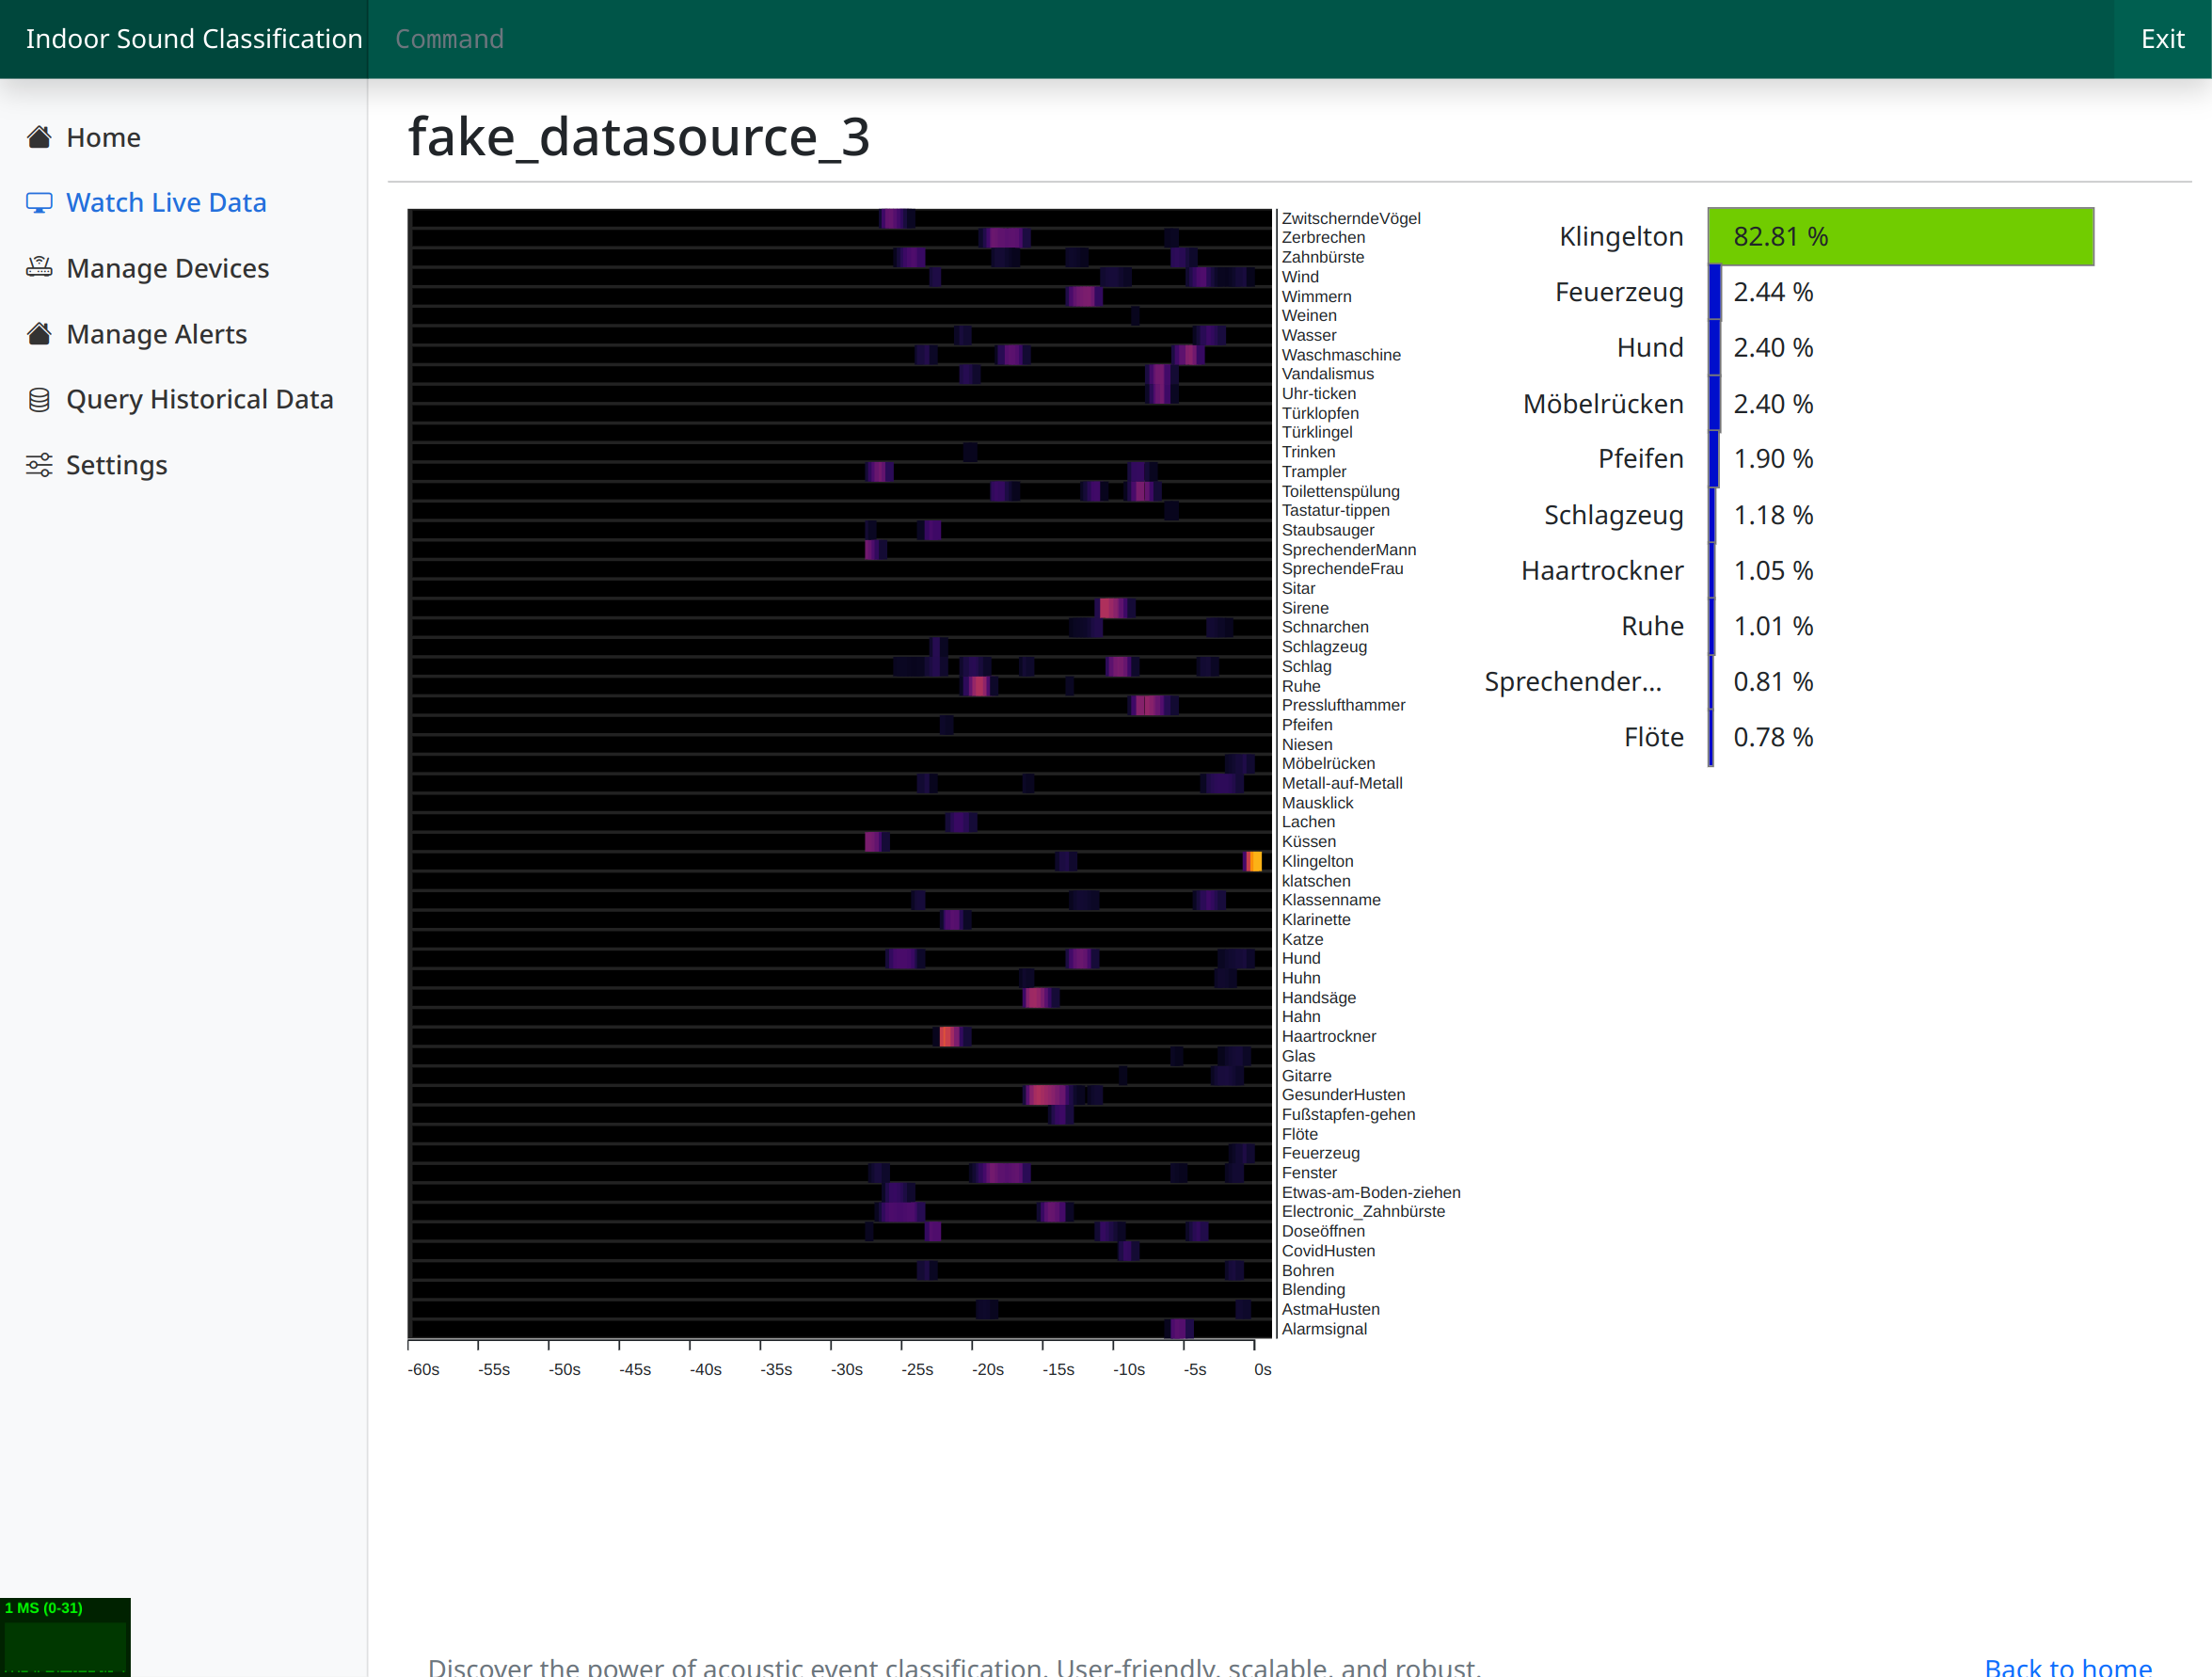 Indoor Sound Classification
Command
Exit
Home
Watch Live Data
Manage Devices
Manage Alerts
Query Historical Data
Settings
fake_datasource_3
ZwitscherndeVögel
Zerbrechen
Zahnbürste
Wind
Wimmern
Weinen
Wasser
Waschmaschine
Vandalismus
Uhr-ticken
Türklopfen
Türklingel
Trinken
Trampler
Toilettenspülung
Tastatur-tippen
Staubsauger
SprechenderMann
SprechendeFrau
Sitar
Sirene
Schnarchen
Schlagzeug
Schlag
Ruhe
Presslufthammer
Pfeifen
Niesen
Möbelrücken
Metall-auf-Metall
Mausklick
Lachen
Küssen
Klingelton
klatschen
Klassenname
Klarinette
Katze
Hund
Huhn
Handsäge
Hahn
Haartrockner
Glas
Gitarre
GesunderHusten
Fußstapfen-gehen
Flöte
Feuerzeug
Fenster
Etwas-am-Boden-ziehen
Electronic_Zahnbürste
Doseöffnen
CovidHusten
Bohren
Blending
AstmaHusten
Alarmsignal
-60s -55s -50s -45s -40s -35s -30s -25s -20s -15s -10s -5s 0s
Klingelton 82.81 %
Feuerzeug 2.44 %
Hund 2.40 %
Möbelrücken 2.40 %
Pfeifen 1.90 %
Schlagzeug 1.18 %
Haartrockner 1.05 %
Ruhe 1.01 %
Sprechender... 0.81 %
Flöte 0.78 %
1 MS (0-31)
Discover the power of acoustic event classification. User-friendly, scalable, and robust.
Back to home